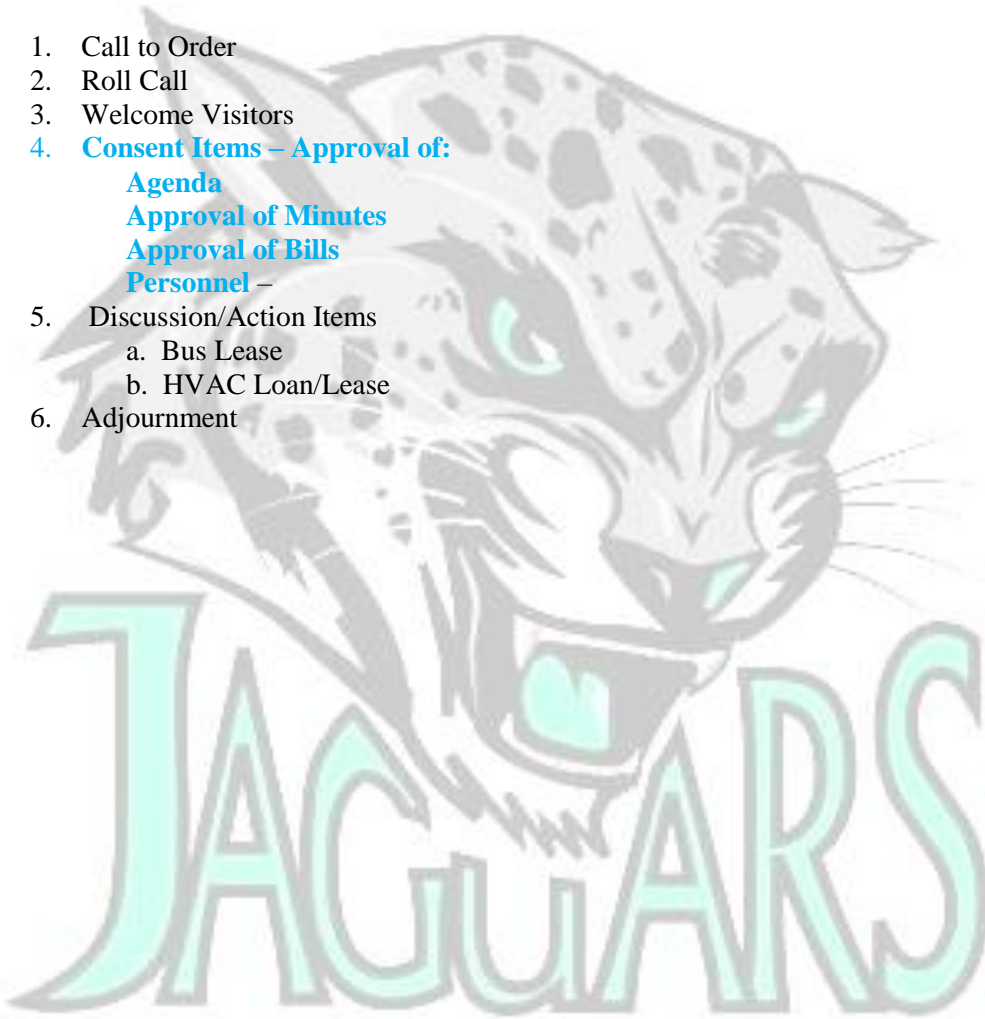 1. Call to Order
2. Roll Call
3. Welcome Visitors
4. Consent Items – Approval of:
Agenda
Approval of Minutes
Approval of Bills
Personnel –
5. Discussion/Action Items
a. Bus Lease
b. HVAC Loan/Lease
6. Adjournment
JAGUARS